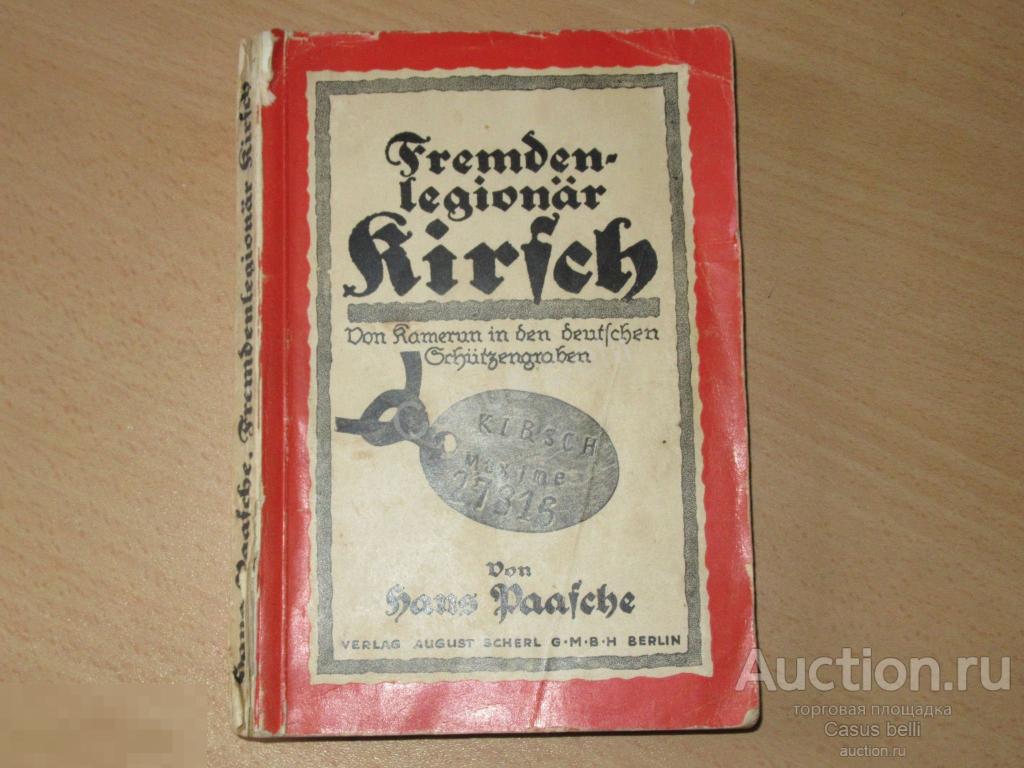 Hans Paasche. Fremdenlegionär Kirsch
Fremden-
legionär
Kirsch
Von Kamerun in den deutschen
Schützengraben
KIRSCH
Maxime
17315
Von
Hans Paasche
VERLAG AUGUST SCHERL G·M·B·H BERLIN
Auction.ru
торговая площадка
Casus belli
auction.ru